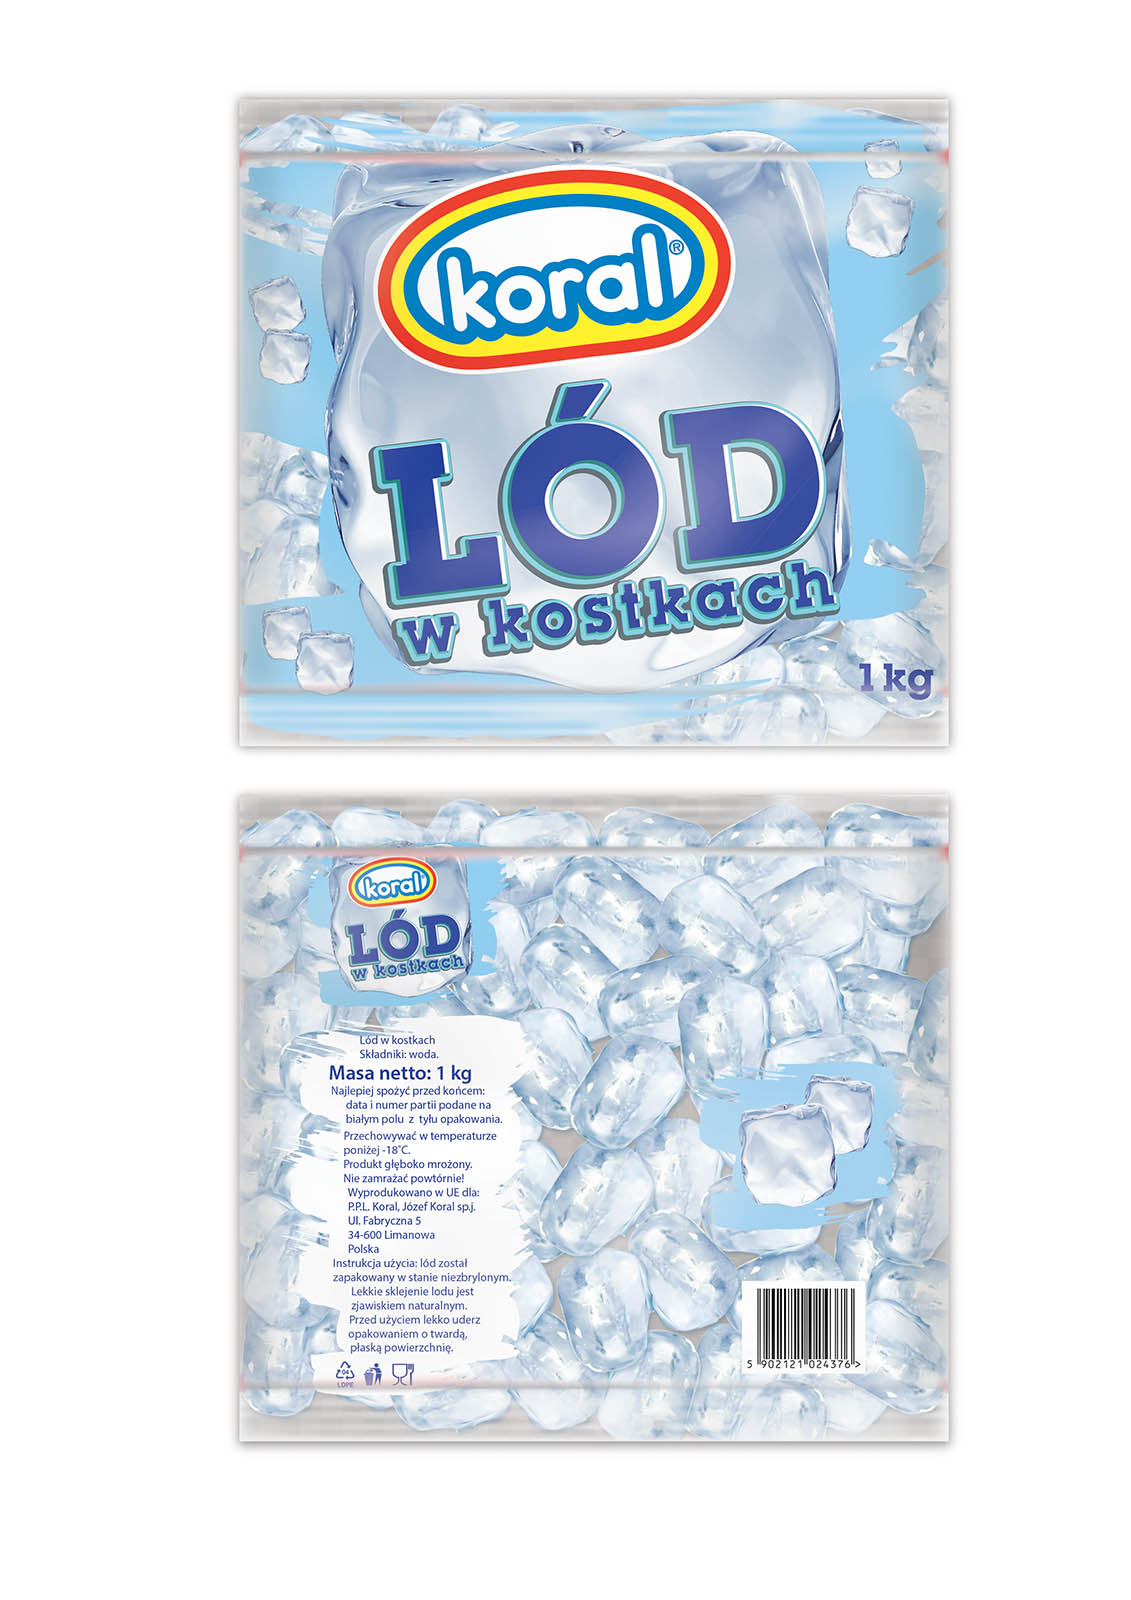 koral®
LÓD
w kostkach
1 kg
koral
LÓD
w kostkach
Lód w kostkach
Składniki: woda.
Masa netto: 1 kg
Najlepiej spożyć przed końcem:
data i numer partii podane na
białym polu z tyłu opakowania.
Przechowywać w temperaturze
poniżej -18°C.
Produkt głęboko mrożony.
Nie zamrażać powtórnie!
Wyprodukowano w UE dla:
P.P.L. Koral, Józef Koral sp.j.
Ul. Fabryczna 5
34-600 Limanowa
Polska
Instrukcja użycia: lód został
zapakowany w stanie niezbrylonym.
Lekkie sklejenie lodu jest
zjawiskiem naturalnym.
Przed użyciem lekko uderz
opakowaniem o twardą,
płaską powierzchnię.
04
LDPE
5 902121 024376 >